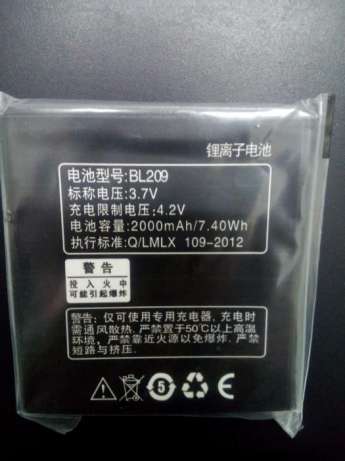 锂离子电池
电池型号:BL209
标称电压:3.7V
充电限制电压:4.2V
电池容量:2000mAh/7.40Wh
执行标准:Q/LMLX 109-2012
警告
投入火中
可能引起爆炸
警告:仅可使用专用充电器,充电时
需通风散热,严禁置于50℃以上高温
环境,严禁靠近火源以免爆炸,严禁
短路与挤压.
5
CE